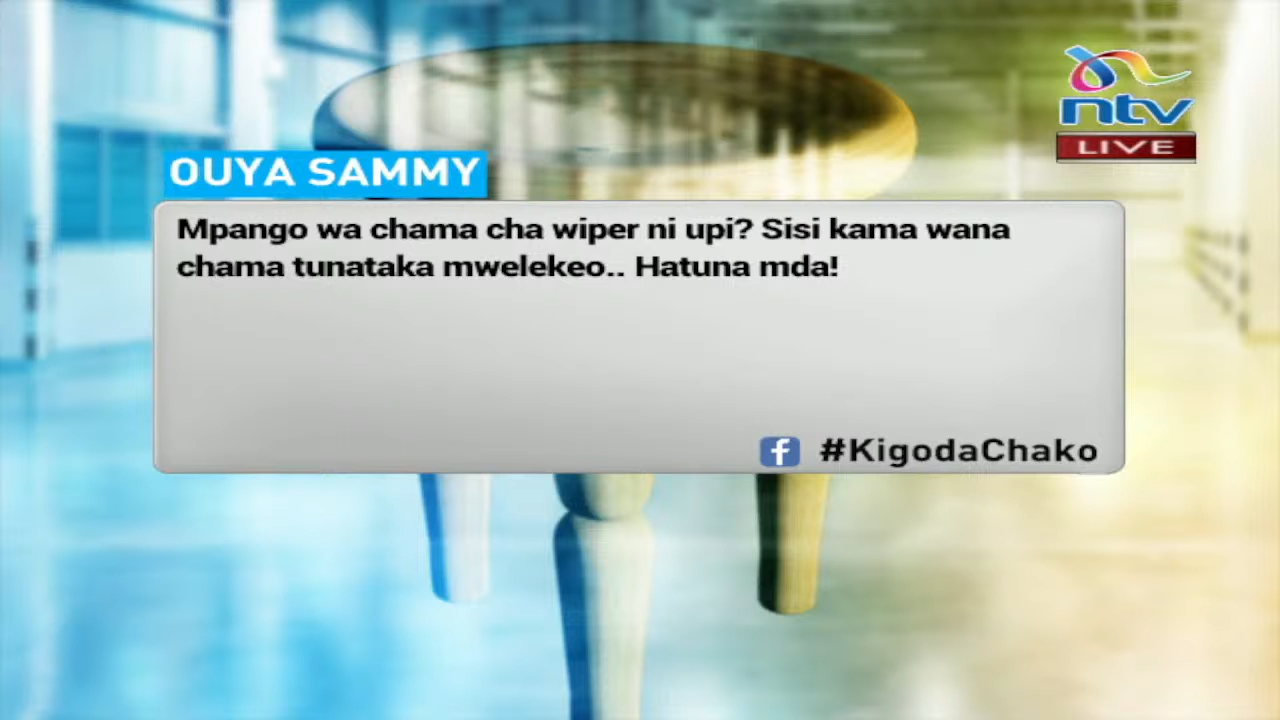 ntv
LIVE
OUYA SAMMY
Mpango wa chama cha wiper ni upi? Sisi kama wana
chama tunataka mwelekeo.. Hatuna mda!
f #KigodaChako